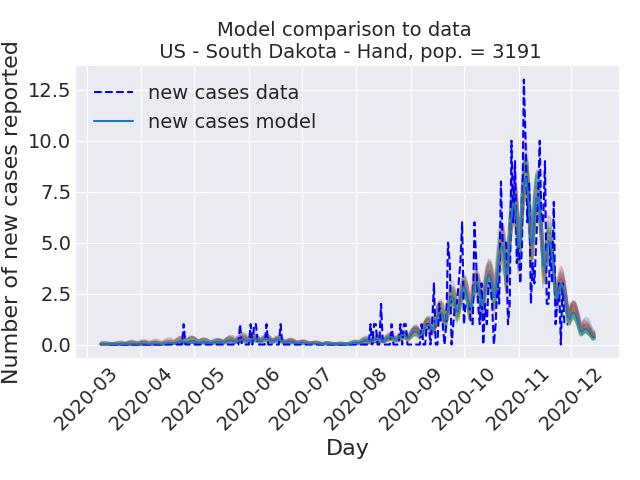 Model comparison to data
US - South Dakota - Hand, pop. = 3191
Number of new cases reported
12.5
10.0
7.5
5.0
2.5
0.0
new cases data
new cases model
2020-03
2020-04
2020-05
2020-06
2020-07
2020-08
2020-09
2020-10
2020-11
2020-12
Day